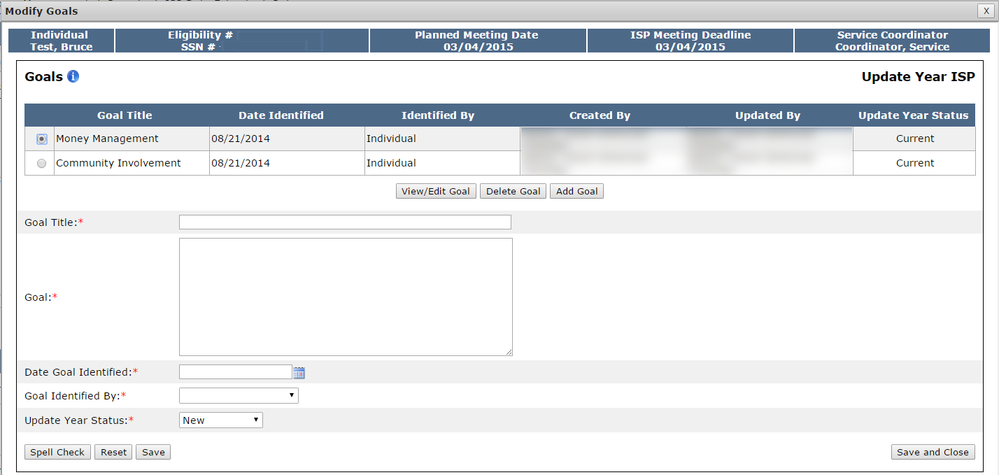 Modify Goals X
Individual Eligibility # Planned Meeting Date ISP Meeting Deadline Service Coordinator
Test, Bruce SSN # 03/04/2015 03/04/2015 Coordinator, Service
Goals i Update Year ISP
Goal Title Date Identified Identified By Created By Updated By Update Year Status
Money Management 08/21/2014 Individual Current
Community Involvement 08/21/2014 Individual Current
View/Edit Goal Delete Goal Add Goal
Goal Title:*
Goal:*
Date Goal Identified:*
Goal Identified By:*
Update Year Status:* New
Spell Check Reset Save Save and Close